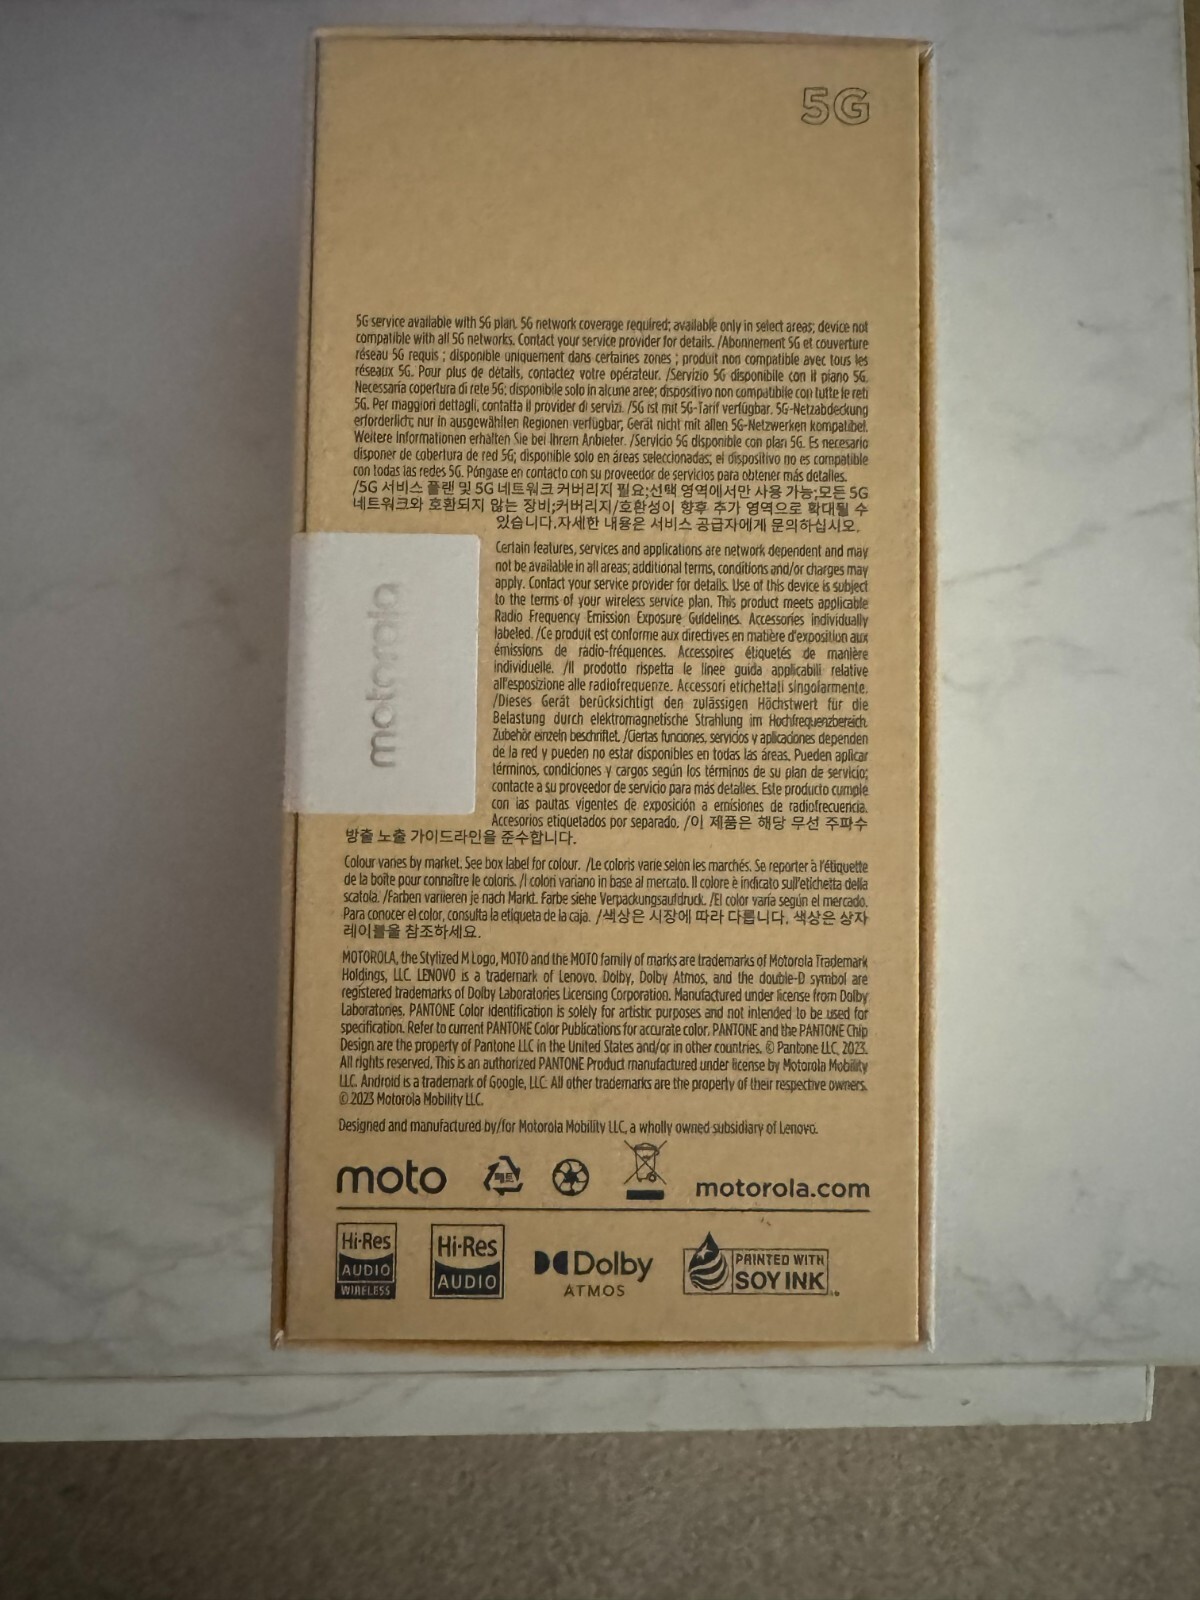 5G
5G service available with 5G plan. 5G network coverage required; available only in select areas; device not
compatible with all 5G networks. Contact your service provider for details. /Abonnement 5G et couverture
réseau 5G requis ; disponible uniquement dans certaines zones ; produit non compatible avec tous les
réseaux 5G. Pour plus de détails, contactez votre opérateur. /Servizio 5G disponibile con il piano 5G.
Necessaria copertura di rete 5G; disponibile solo in alcune aree; dispositivo non compatibile con tutte le reti
5G. Per maggiori dettagli, contatta il provider di servizi. /5G ist mit 5G-Tarif verfügbar. 5G-Netzabdeckung
erforderlich; nur in ausgewählten Regionen verfügbar; Gerät nicht mit allen 5G-Netzwerken kompatibel.
Weitere Informationen erhalten Sie bei Ihrem Anbieter. /Servicio 5G disponible con plan 5G. Es necesario
disponer de cobertura de red 5G; disponible solo en áreas seleccionadas; el dispositivo no es compatible
con todas las redes 5G. Póngase en contacto con su proveedor de servicios para obtener más detalles.
/5G 서비스 플랜 및 5G 네트워크 커버리지 필요;선택 영역에서만 사용 가능;모든 5G
네트워크와 호환되지 않는 장비;커버리지/호환성이 향후 추가 영역으로 확대될 수
있습니다.자세한 내용은 서비스 공급자에게 문의하십시오.
motorola
Certain features, services and applications are network dependent and may
not be available in all areas; additional terms, conditions and/or charges may
apply. Contact your service provider for details. Use of this device is subject
to the terms of your wireless service plan. This product meets applicable
Radio Frequency Emission Exposure Guidelines. Accessories individually
labeled. /Ce produit est conforme aux directives en matière d'exposition aux
émissions de radio-fréquences. Accessoires étiquetés de manière
individuelle. /Il prodotto rispetta le linee guida applicabili relative
all'esposizione alle radiofrequenze. Accessori etichettati singolarmente.
/Dieses Gerät berücksichtigt den zulässigen Höchstwert für die
Belastung durch elektromagnetische Strahlung im Hochfrequenzbereich.
Zubehör einzeln beschriftet. /Ciertas funciones, servicios y aplicaciones dependen
de la red y pueden no estar disponibles en todas las áreas. Pueden aplicar
términos, condiciones y cargos según los términos de su plan de servicio;
contacte a su proveedor de servicio para más detalles. Este producto cumple
con las pautas vigentes de exposición a emisiones de radiofrecuencia.
Accesorios etiquetados por separado. /이 제품은 해당 무선 주파수
방출 노출 가이드라인을 준수합니다.
Colour varies by market. See box label for colour. /Le coloris varie selon les marchés. Se reporter à l'étiquette
de la boîte pour connaître le coloris. /I colori variano in base al mercato. Il colore è indicato sull'etichetta della
scatola. /Farben variieren je nach Markt. Farbe siehe Verpackungsaufdruck. /El color varía según el mercado.
Para conocer el color, consulta la etiqueta de la caja. /색상은 시장에 따라 다릅니다. 색상은 상자
레이블을 참조하세요.
MOTOROLA, the Stylized M Logo, MOTO and the MOTO family of marks are trademarks of Motorola Trademark
Holdings, LLC. LENOVO is a trademark of Lenovo. Dolby, Dolby Atmos, and the double-D symbol are
registered trademarks of Dolby Laboratories Licensing Corporation. Manufactured under license from Dolby
Laboratories. PANTONE Color identification is solely for artistic purposes and not intended to be used for
specification. Refer to current PANTONE Color Publications for accurate color. PANTONE and the PANTONE Chip
Design are the property of Pantone LLC in the United States and/or in other countries. © Pantone LLC, 2023.
All rights reserved. This is an authorized PANTONE Product manufactured under license by Motorola Mobility
LLC. Android is a trademark of Google, LLC. All other trademarks are the property of their respective owners.
© 2023 Motorola Mobility LLC.
Designed and manufactured by/for Motorola Mobility LLC, a wholly owned subsidiary of Lenovo.
moto motorola.com
Hi-Res AUDIO WIRELESS
Hi-Res AUDIO
Dolby ATMOS
PRINTED WITH SOY INK